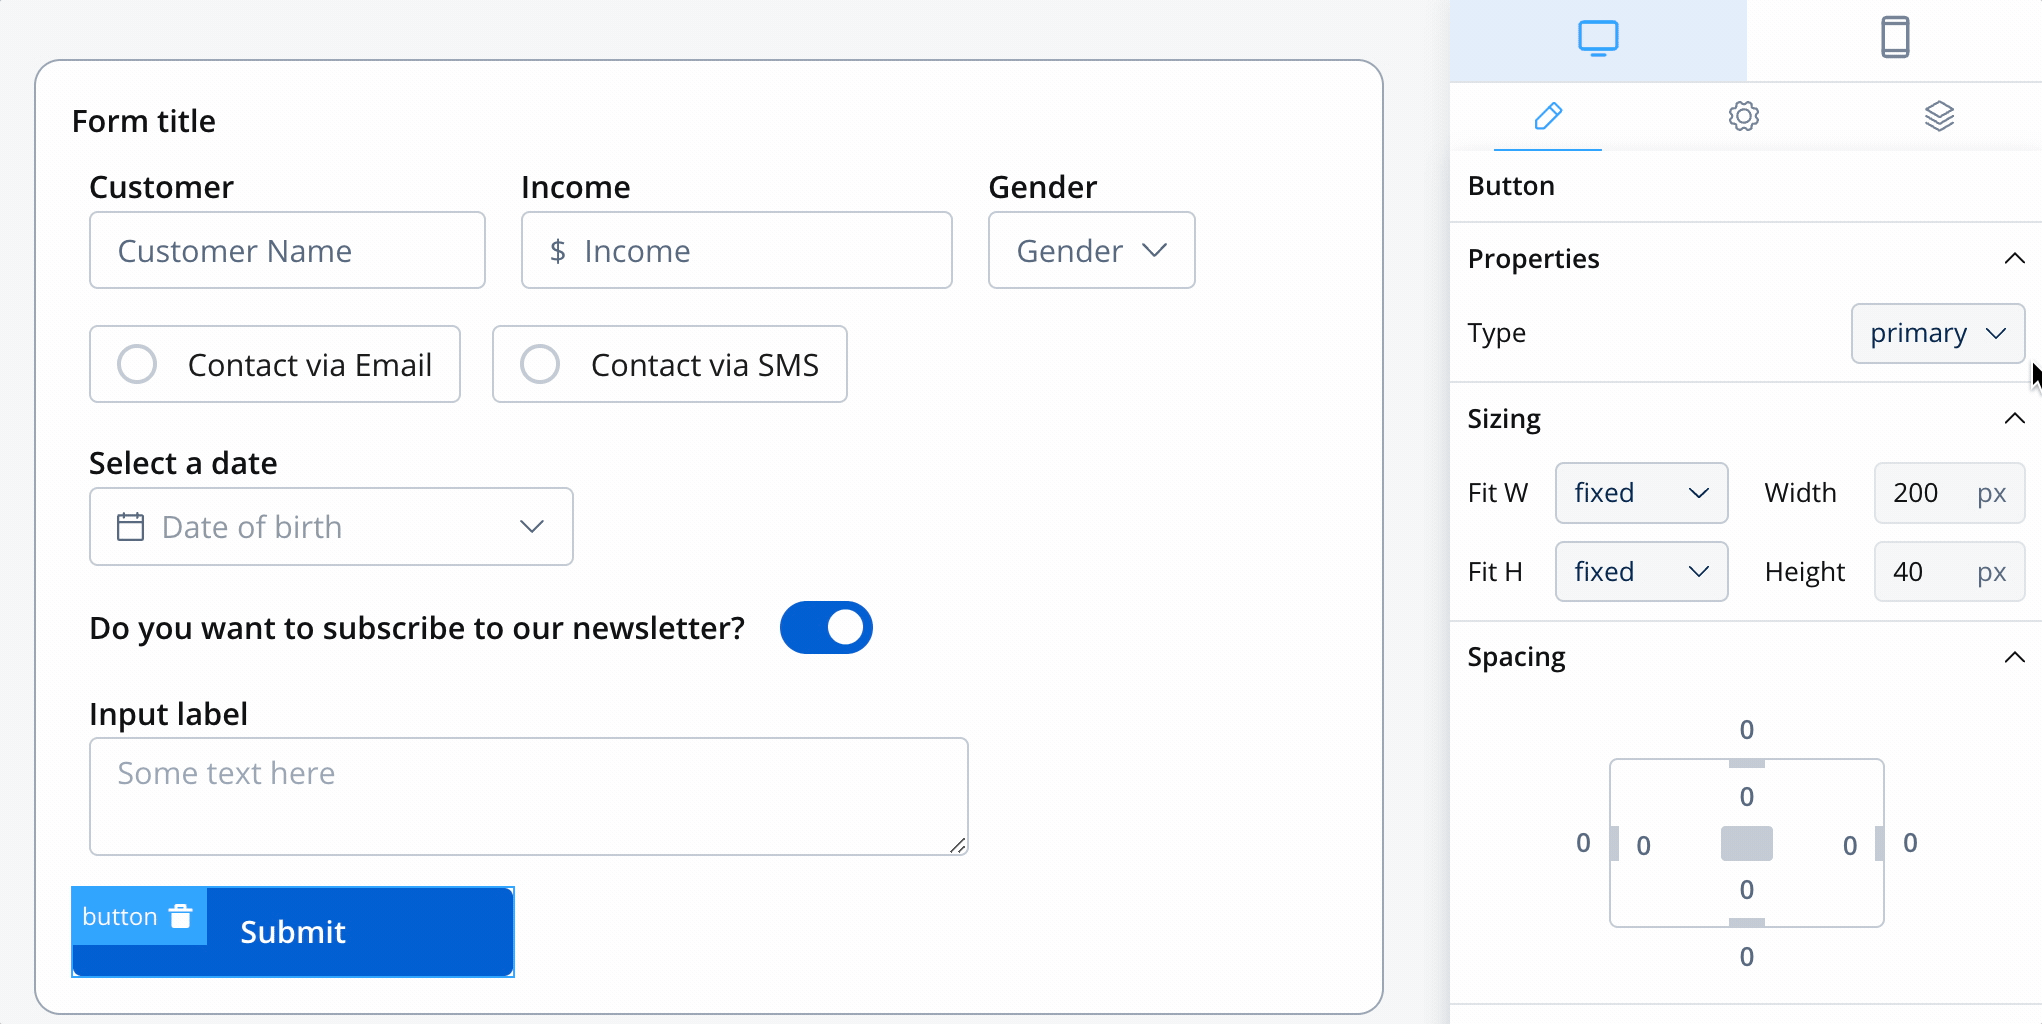 Form title
Customer Income Gender
Customer Name $ Income Gender
Contact via Email Contact via SMS
Select a date
Date of birth
Do you want to subscribe to our newsletter?
Input label
Some text here
button Submit
Button
Properties
Type primary
Sizing
Fit W fixed Width 200 px
Fit H fixed Height 40 px
Spacing
0
0
0 0 0 0
0
0